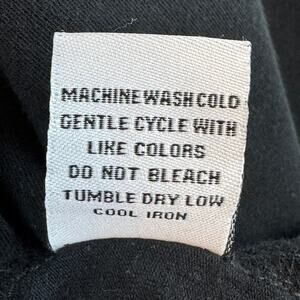 MACHINE WASH COLD
GENTLE CYCLE WITH
LIKE COLORS
DO NOT BLEACH
TUMBLE DRY LOW
COOL IRON